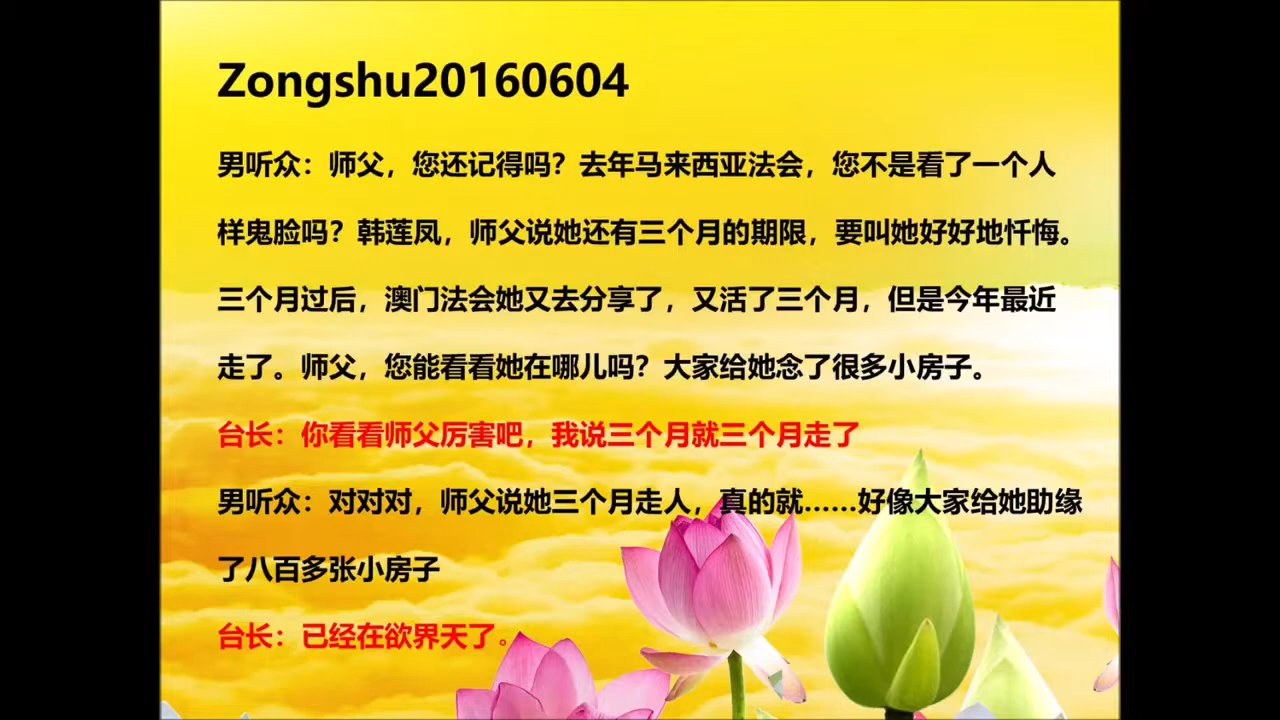 Zongshu20160604
男听众：师父，您还记得吗？去年马来西亚法会，您不是看了一个人
样鬼脸吗？韩莲凤，师父说她还有三个月的期限，要叫她好好地忏悔。
三个月过后，澳门法会她又去分享了，又活了三个月，但是今年最近
走了。师父，您能看看她在哪儿吗？大家给她念了很多小房子。
台长：你看看师父厉害吧，我说三个月就三个月走了
男听众：对对对，师父说她三个月走人，真的就……好像大家给她助缘
了八百多张小房子
台长：已经在欲界天了。